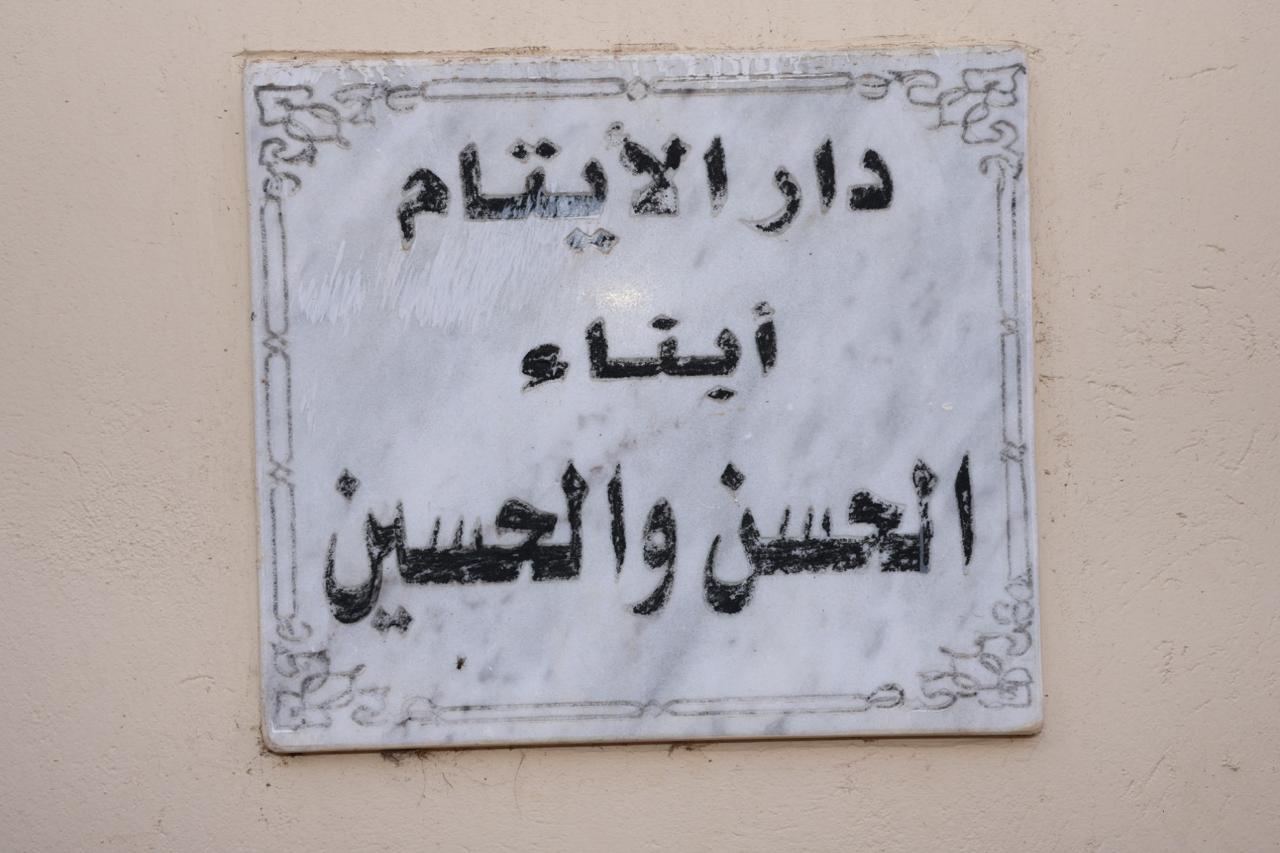 دار الأيتام
أبناء
الحسن والحسين